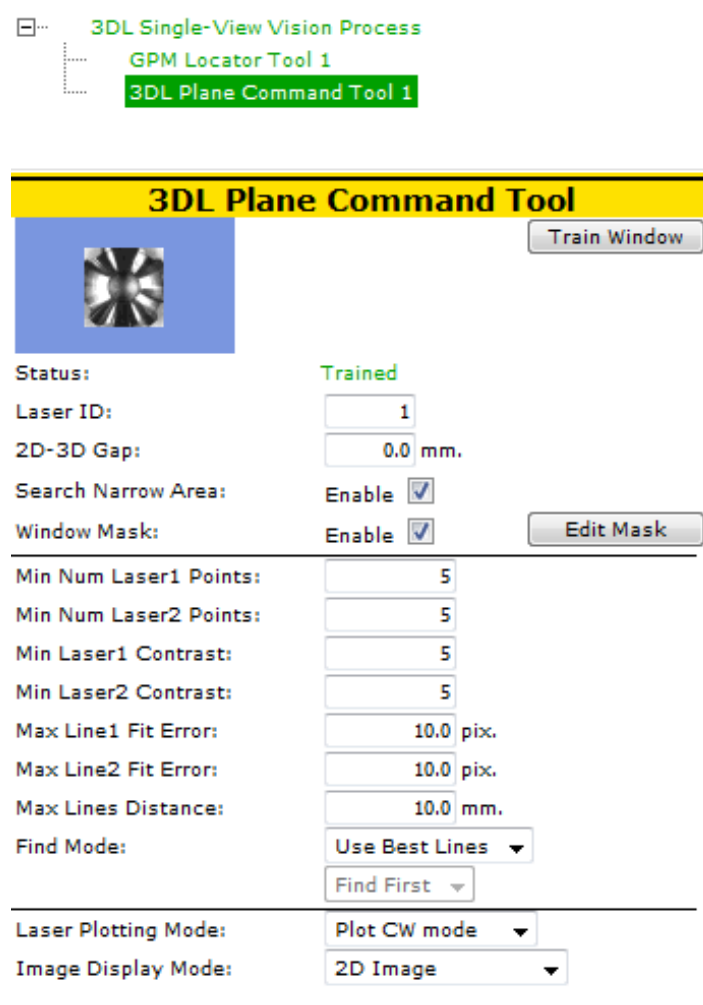 3DL Single-View Vision Process
GPM Locator Tool 1
3DL Plane Command Tool 1
3DL Plane Command Tool
Train Window
Status: Trained
Laser ID: 1
2D-3D Gap: 0.0 mm.
Search Narrow Area: Enable
Window Mask: Enable Edit Mask
Min Num Laser1 Points: 5
Min Num Laser2 Points: 5
Min Laser1 Contrast: 5
Min Laser2 Contrast: 5
Max Line1 Fit Error: 10.0 pix.
Max Line2 Fit Error: 10.0 pix.
Max Lines Distance: 10.0 mm.
Find Mode: Use Best Lines
Find First
Laser Plotting Mode: Plot CW mode
Image Display Mode: 2D Image